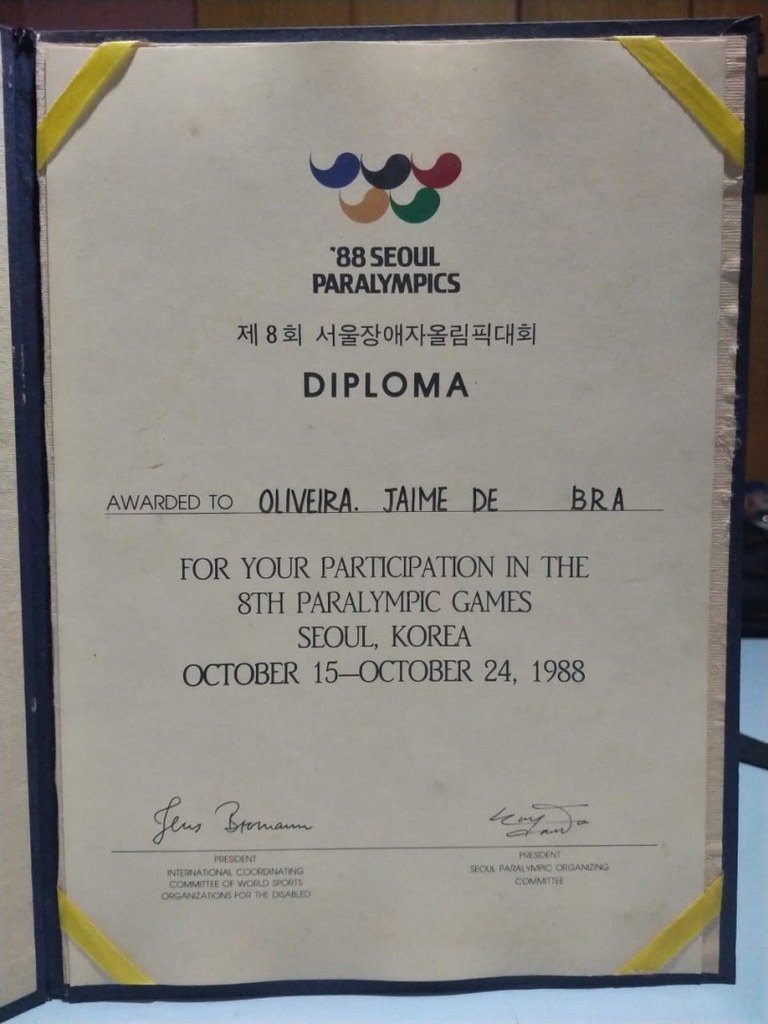 '88 SEOUL
PARALYMPICS
제 8 회 서울장애자올림픽대회
DIPLOMA
AWARDED TO OLIVEIRA. JAIME DE BRA
FOR YOUR PARTICIPATION IN THE
8TH PARALYMPIC GAMES
SEOUL, KOREA
OCTOBER 15—OCTOBER 24, 1988
Jens Bromann
PRESIDENT
INTERNATIONAL COORDINATING
COMMITTEE OF WORLD SPORTS
ORGANIZATIONS FOR THE DISABLED
PRESIDENT
SEOUL PARALYMPIC ORGANIZING
COMMITTEE